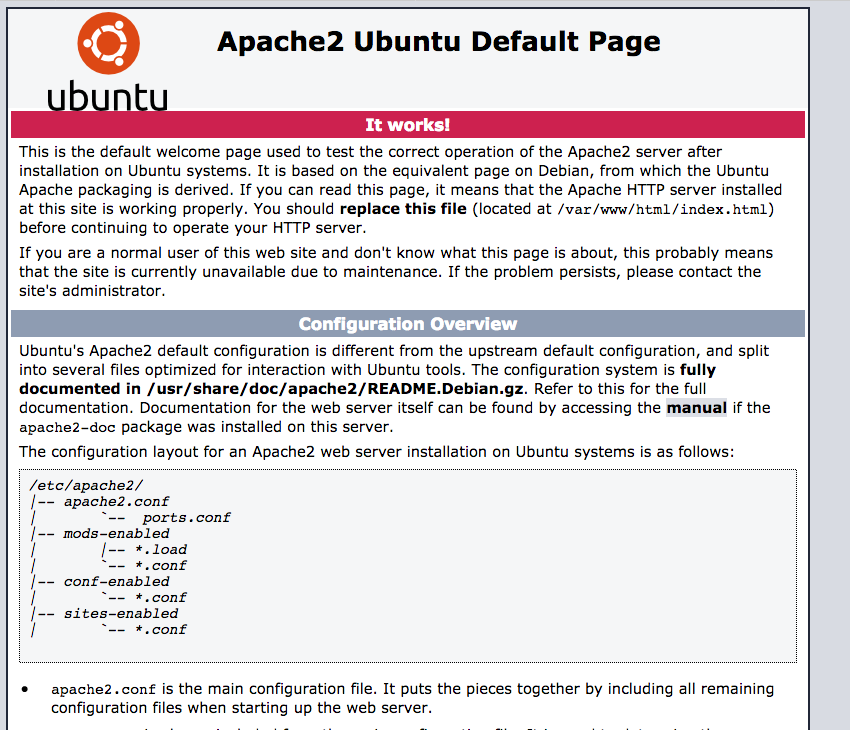 ubuntu
Apache2 Ubuntu Default Page
It works!
This is the default welcome page used to test the correct operation of the Apache2 server after
installation on Ubuntu systems. It is based on the equivalent page on Debian, from which the Ubuntu
Apache packaging is derived. If you can read this page, it means that the Apache HTTP server installed
at this site is working properly. You should replace this file (located at /var/www/html/index.html)
before continuing to operate your HTTP server.
If you are a normal user of this web site and don't know what this page is about, this probably means
that the site is currently unavailable due to maintenance. If the problem persists, please contact the
site's administrator.
Configuration Overview
Ubuntu's Apache2 default configuration is different from the upstream default configuration, and split
into several files optimized for interaction with Ubuntu tools. The configuration system is fully
documented in /usr/share/doc/apache2/README.Debian.gz. Refer to this for the full
documentation. Documentation for the web server itself can be found by accessing the manual if the
apache2-doc package was installed on this server.
The configuration layout for an Apache2 web server installation on Ubuntu systems is as follows:
/etc/apache2/
|-- apache2.conf
|       `--  ports.conf
|-- mods-enabled
|       |-- *.load
|       `-- *.conf
|-- conf-enabled
|       `-- *.conf
|-- sites-enabled
|       `-- *.conf
• apache2.conf is the main configuration file. It puts the pieces together by including all remaining
configuration files when starting up the web server.